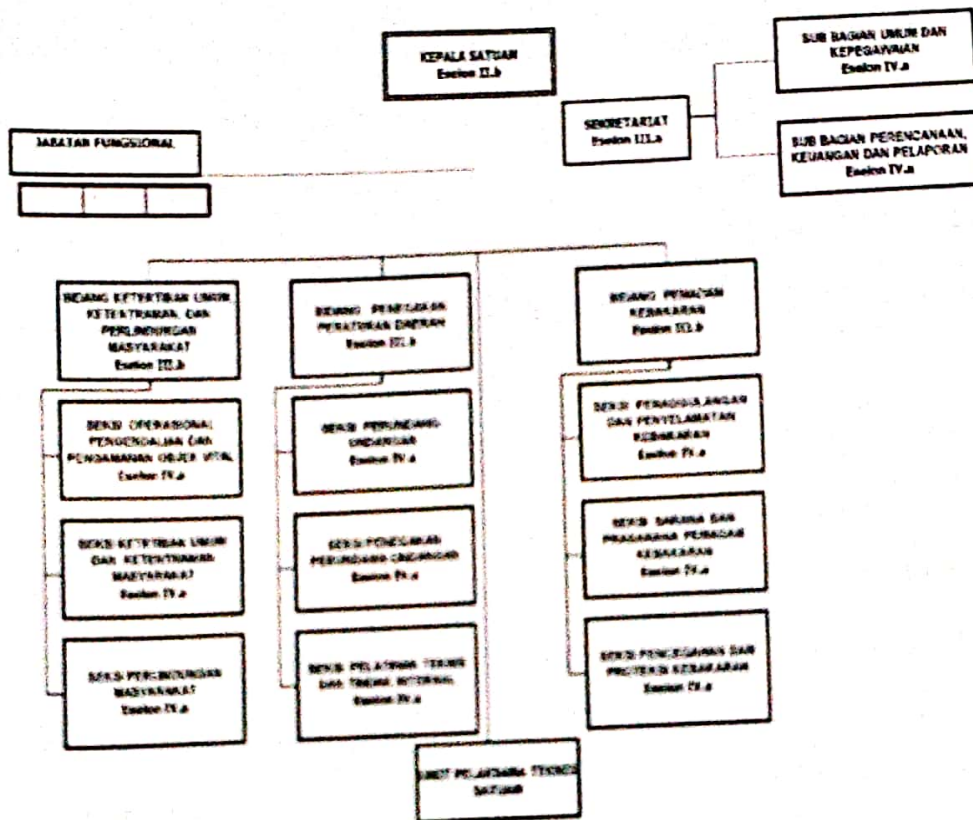 KEPALA SATUAN
Eselon II.b
SUB BAGIAN UMUM DAN
KEPEGAWAIAN
Eselon IV.a
SEKRETARIAT
Eselon III.a
SUB BAGIAN PERENCANAAN,
KEUANGAN DAN PELAPORAN
Eselon IV.a
JABATAN FUNGSIONAL
BIDANG KETERTIBAN UMUM,
KETENTRAMAN, DAN
PERLINDUNGAN
MASYARAKAT
Eselon III.b
BIDANG PENEGAKAN
PERATURAN DAERAH
Eselon III.b
BIDANG PEMADAM
KEBAKARAN
Eselon III.b
SEKSI OPERASIONAL
PENGENDALIAN DAN
PENGAMANAN OBJEK VITAL
Eselon IV.a
SEKSI PERUNDANG-
UNDANGAN
Eselon IV.a
SEKSI PENAGGULANGAN
DAN PENYELAMATAN
KEBAKARAN
Eselon IV.a
SEKSI KETERTIBAN UMUM
DAN KETENTRAMAN
MASYARAKAT
Eselon IV.a
SEKSI PENEGAKAN
PERUNDANG-UNDANGAN
Eselon IV.a
SEKSI SARANA DAN
PRASARANA PEMADAM
KEBAKARAN
Eselon IV.a
SEKSI PERLINDUNGAN
MASYARAKAT
Eselon IV.a
SEKSI PELATIHAN TEKNIS
DAN TINDAK INTERNAL
Eselon IV.a
SEKSI PENCEGAHAN DAN
PROTEKSI KEBAKARAN
Eselon IV.a
UNIT PELAKSANA TEKNIS
SATUAN